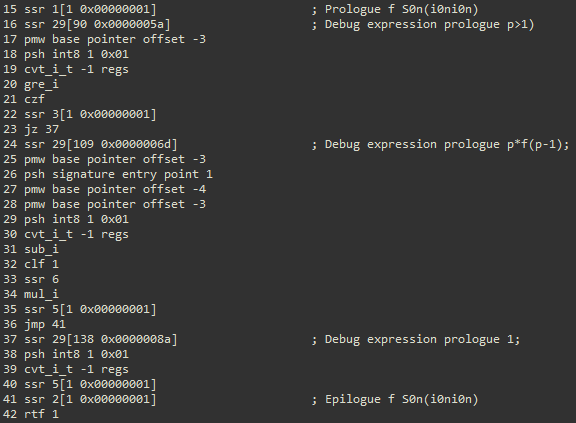 15 ssr 1[1 0x00000001] ; Prologue f S0n(i0ni0n)
16 ssr 29[90 0x0000005a] ; Debug expression prologue p>1)
17 pmw base pointer offset -3
18 psh int8 1 0x01
19 cvt_i_t -1 regs
20 gre_i
21 czf
22 ssr 3[1 0x00000001]
23 jz 37
24 ssr 29[109 0x0000006d] ; Debug expression prologue p*f(p-1);
25 pmw base pointer offset -3
26 psh signature entry point 1
27 pmw base pointer offset -4
28 pmw base pointer offset -3
29 psh int8 1 0x01
30 cvt_i_t -1 regs
31 sub_i
32 clf 1
33 ssr 6
34 mul_i
35 ssr 5[1 0x00000001]
36 jmp 41
37 ssr 29[138 0x0000008a] ; Debug expression prologue 1;
38 psh int8 1 0x01
39 cvt_i_t -1 regs
40 ssr 5[1 0x00000001]
41 ssr 2[1 0x00000001] ; Epilogue f S0n(i0ni0n)
42 rtf 1